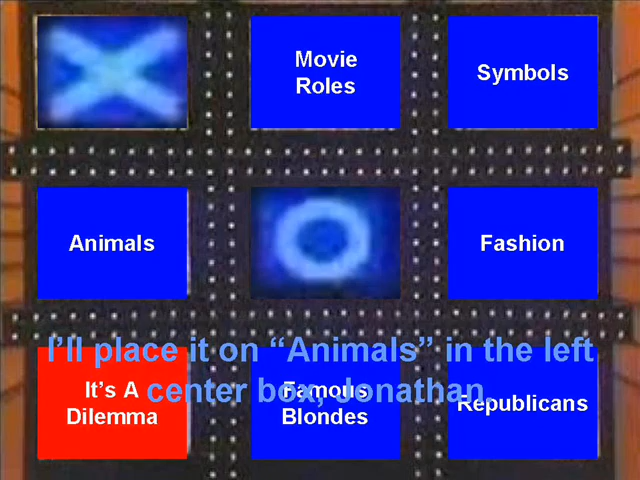 Movie
Roles
Symbols
Animals
Fashion
I'll place it on “Animals” in the left
center box, Jonathan.
It's A
Dilemma
Famous
Blondes
Republicans